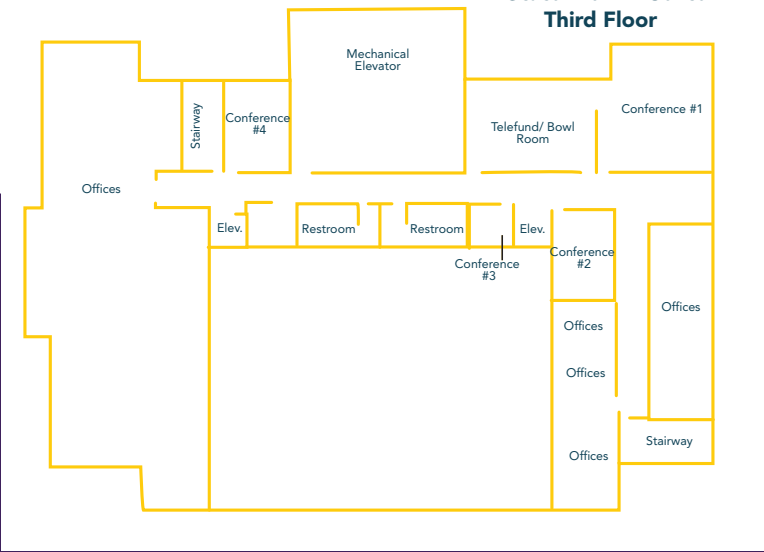 Third Floor
Mechanical
Elevator
Conference #1
Stairway
Conference
#4
Telefund/ Bowl
Room
Offices
Elev.
Restroom
Restroom
Elev.
Conference
#2
Conference
#3
Offices
Offices
Offices
Stairway
Offices